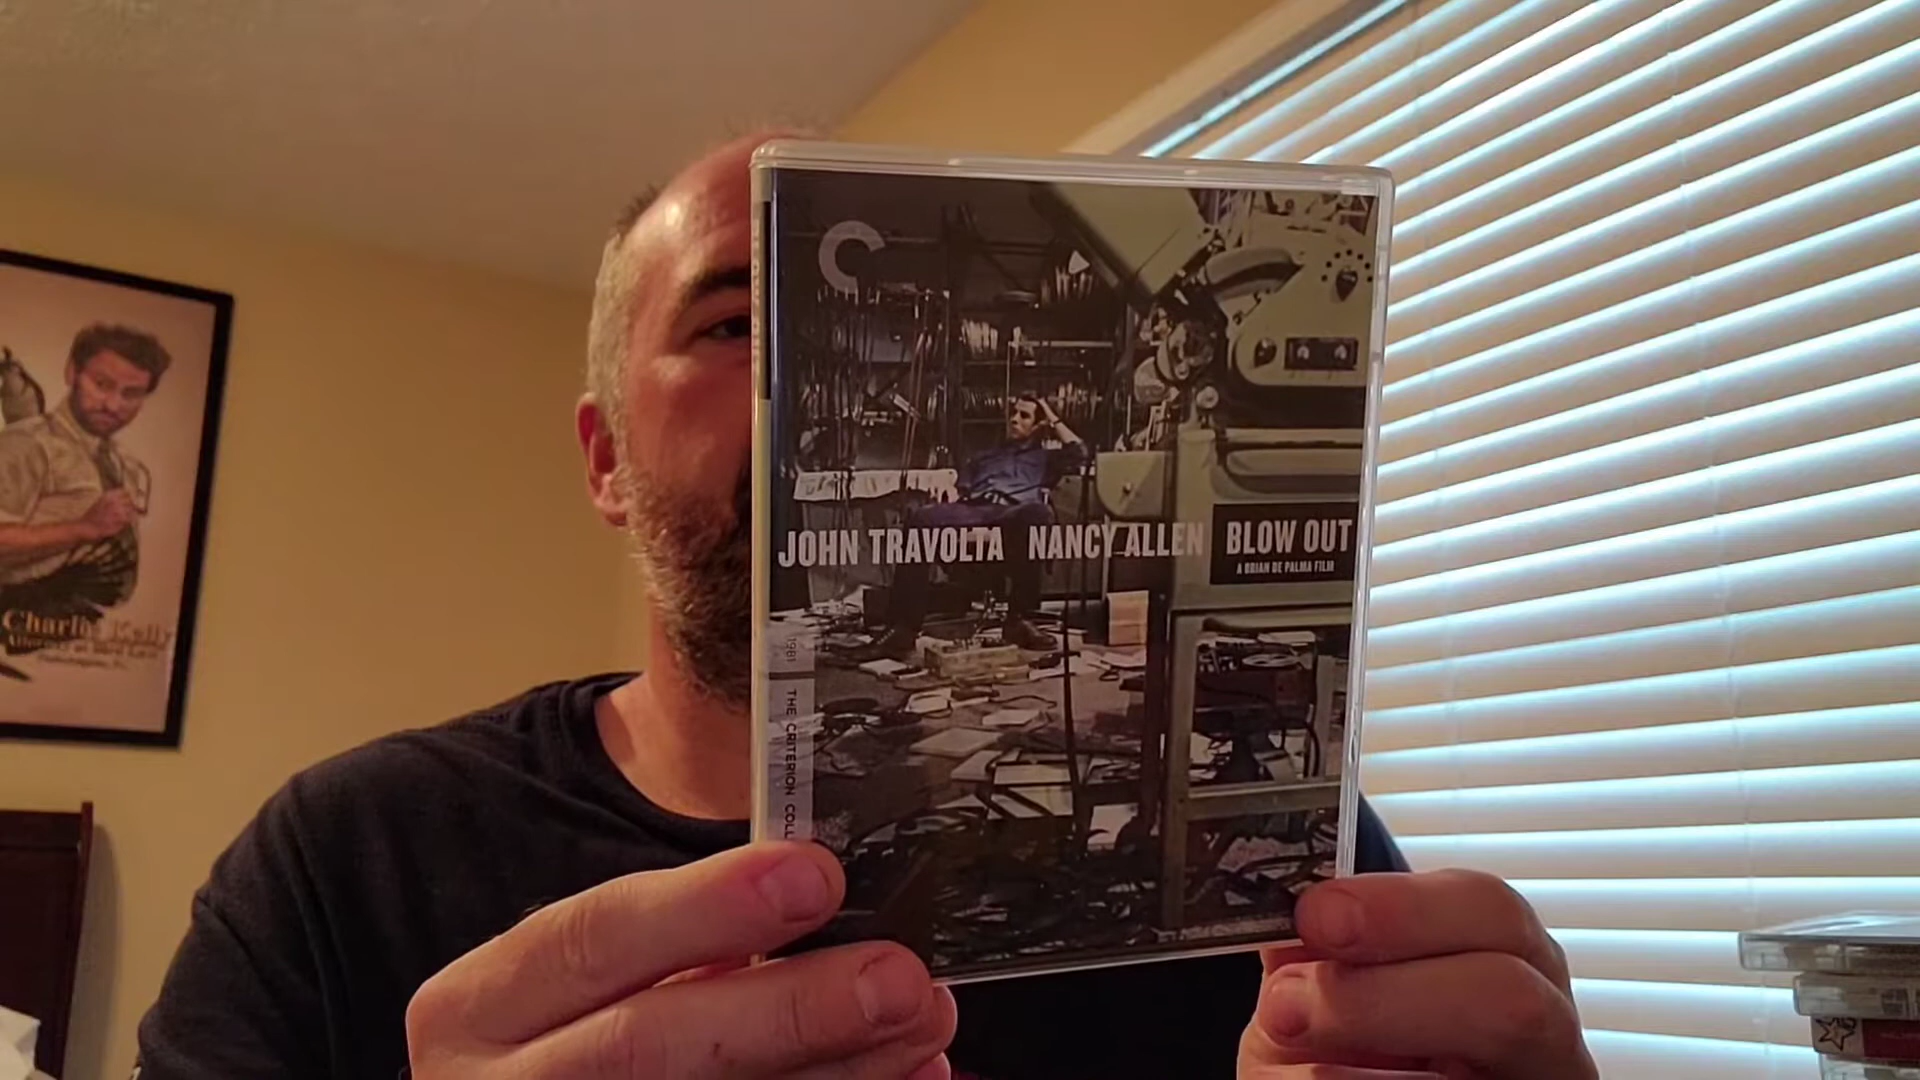 JOHN TRAVOLTA NANCY ALLEN BLOW OUT
A BRIAN DE PALMA FILM
1981 THE CRITERION COLL
Charlie Kelly